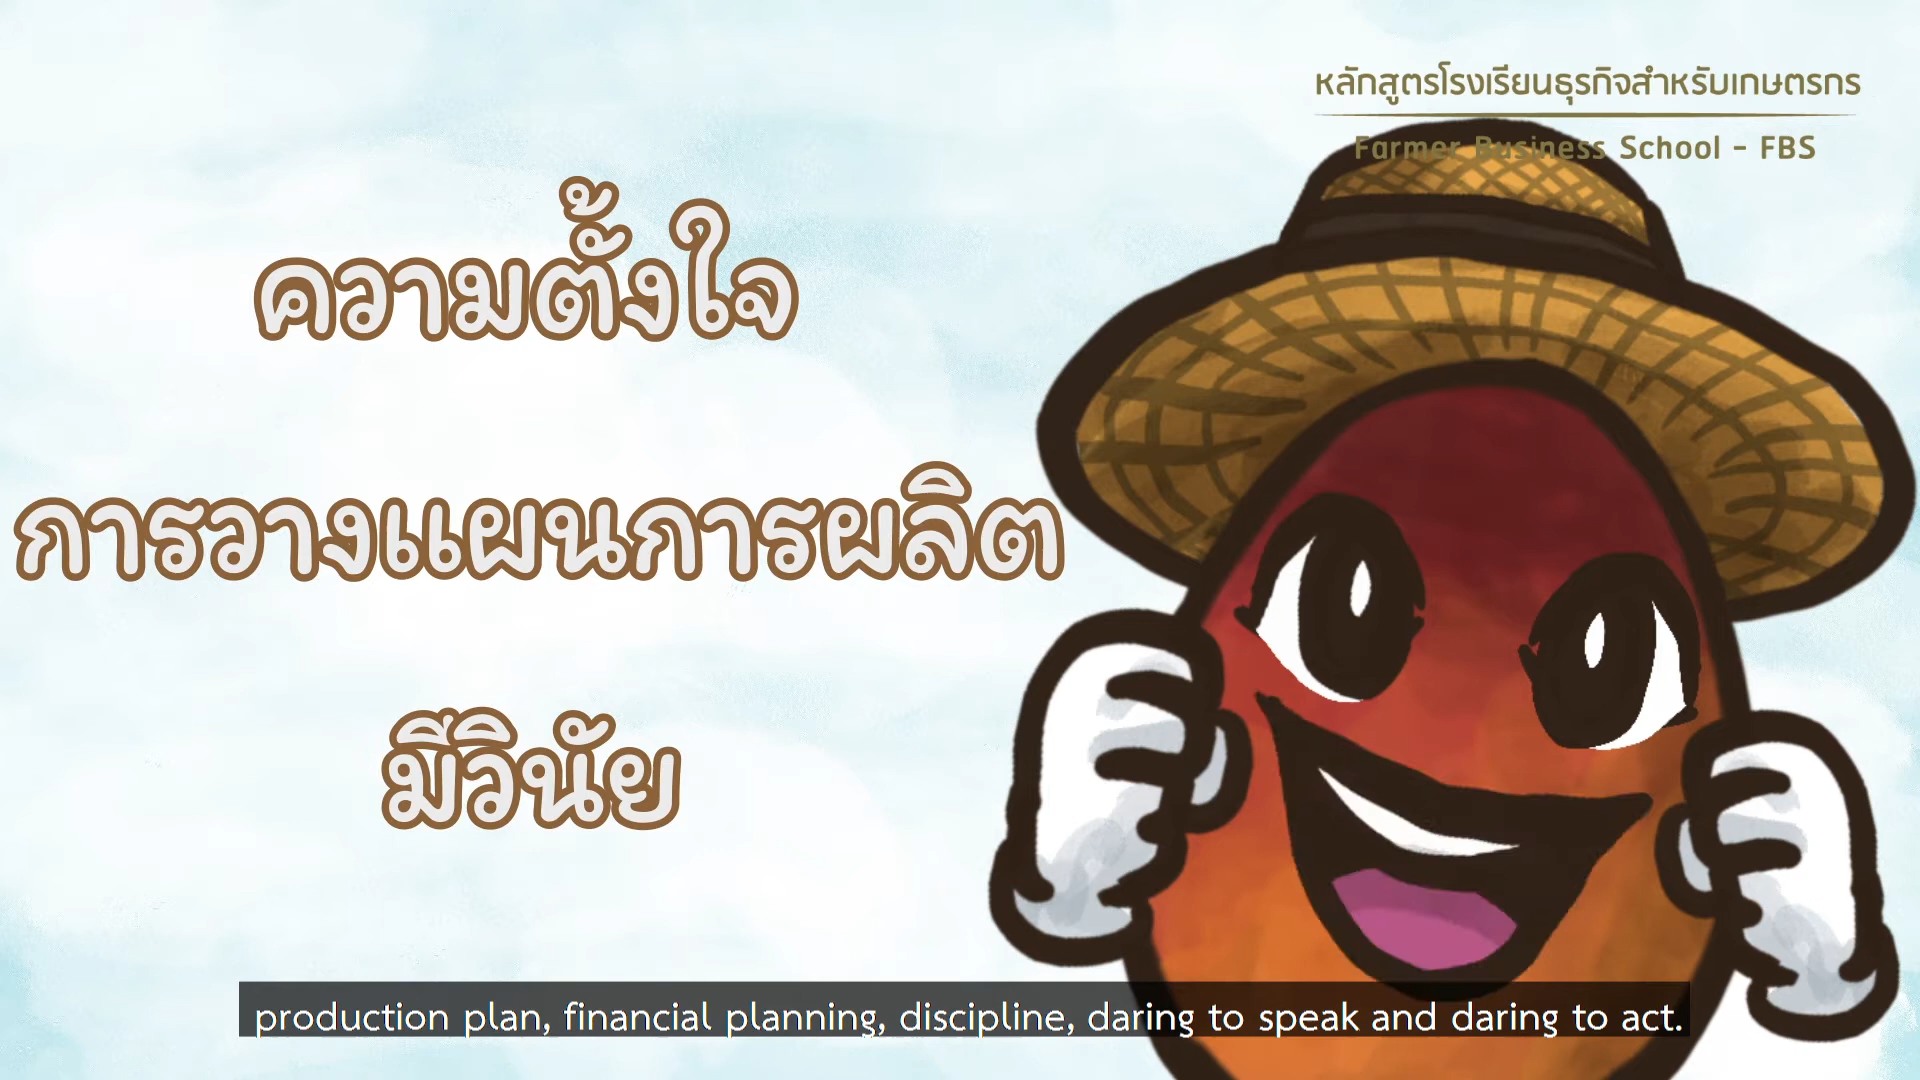 หลักสูตรโรงเรียนธุรกิจสำหรับเกษตรกร
Farmer Business School - FBS
ความตั้งใจ
การวางแผนการผลิต
มีวินัย
production plan, financial planning, discipline, daring to speak and daring to act.